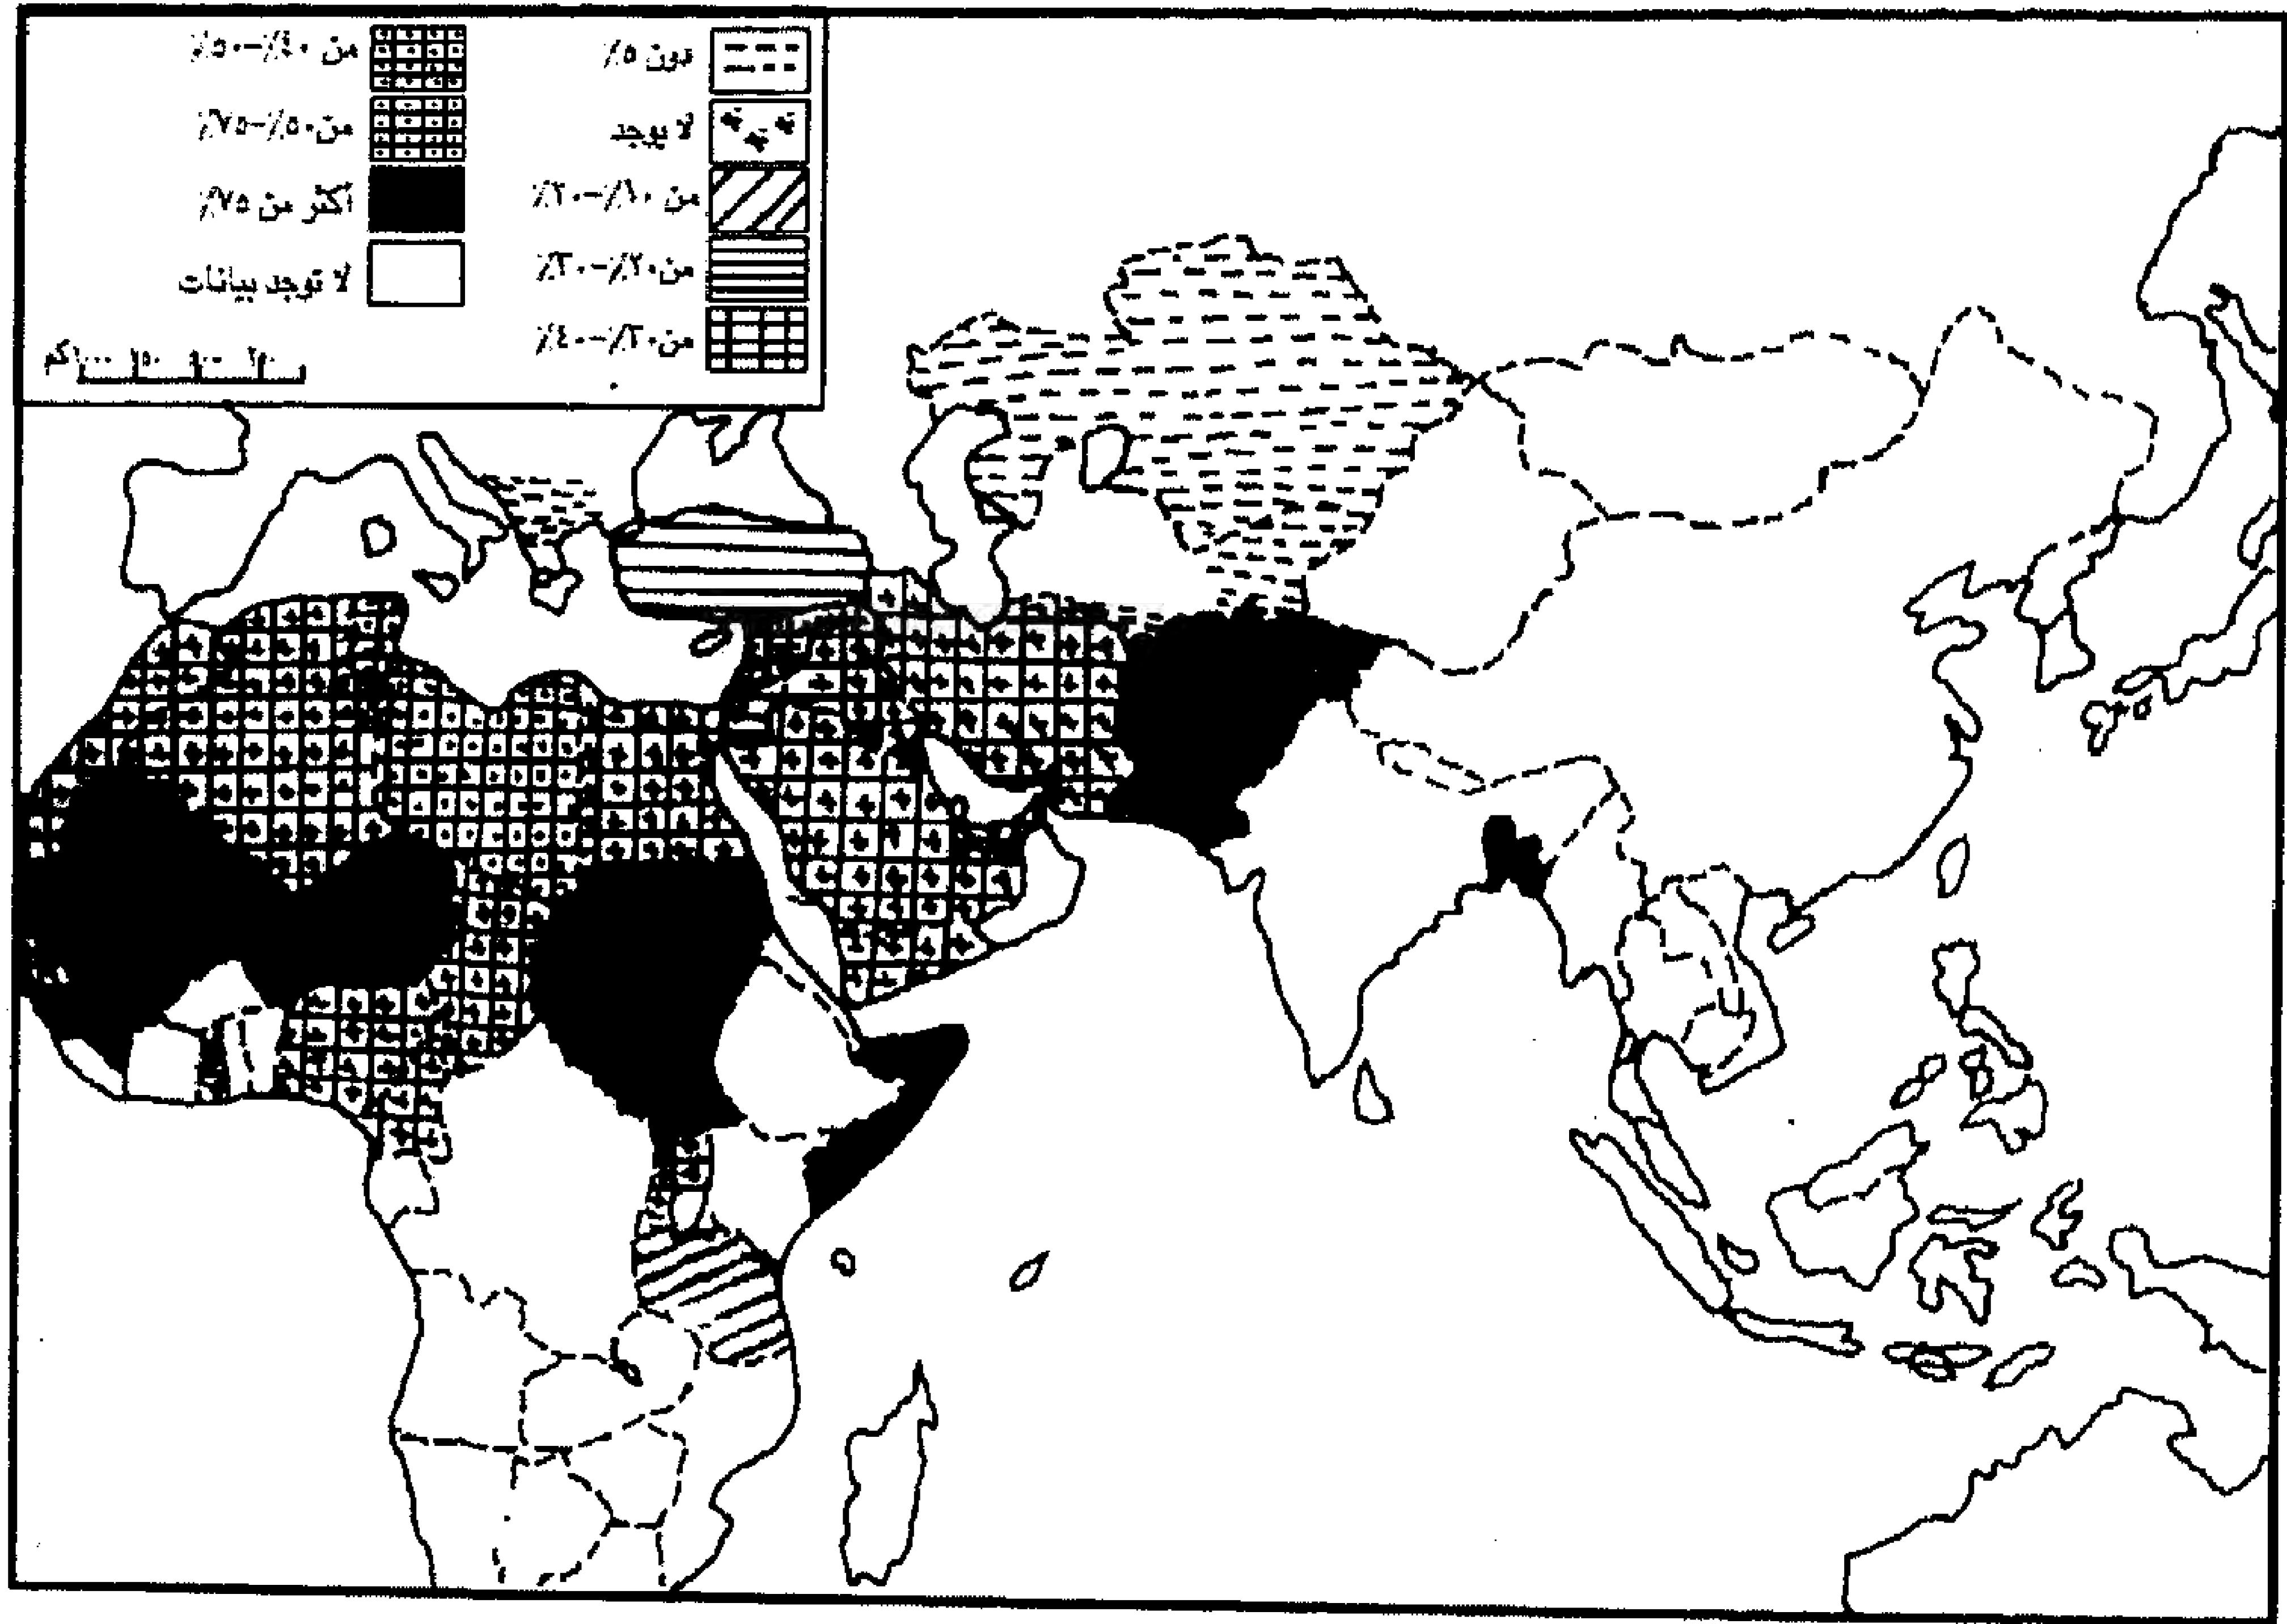 دون ٥٪
لا يوجد
من ١٠٪-٢٠٪
من ٢٠٪-٣٠٪
من ٣٠٪-٤٠٪
من ٤٠٪-٥٠٪
من ٥٠٪-٧٥٪
أكثر من ٧٥٪
لا توجد بيانات
كم